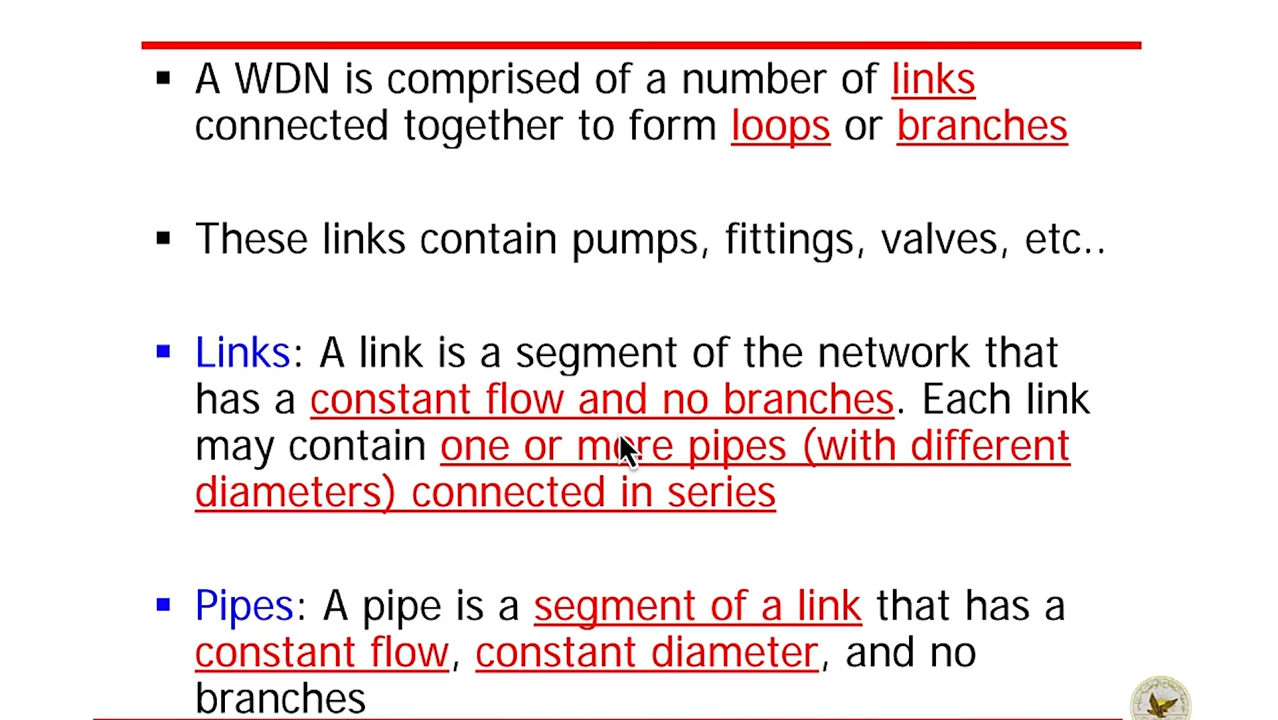 ▪ A WDN is comprised of a number of links
connected together to form loops or branches
▪ These links contain pumps, fittings, valves, etc..
▪ Links: A link is a segment of the network that
has a constant flow and no branches. Each link
may contain one or more pipes (with different
diameters) connected in series
▪ Pipes: A pipe is a segment of a link that has a
constant flow, constant diameter, and no
branches